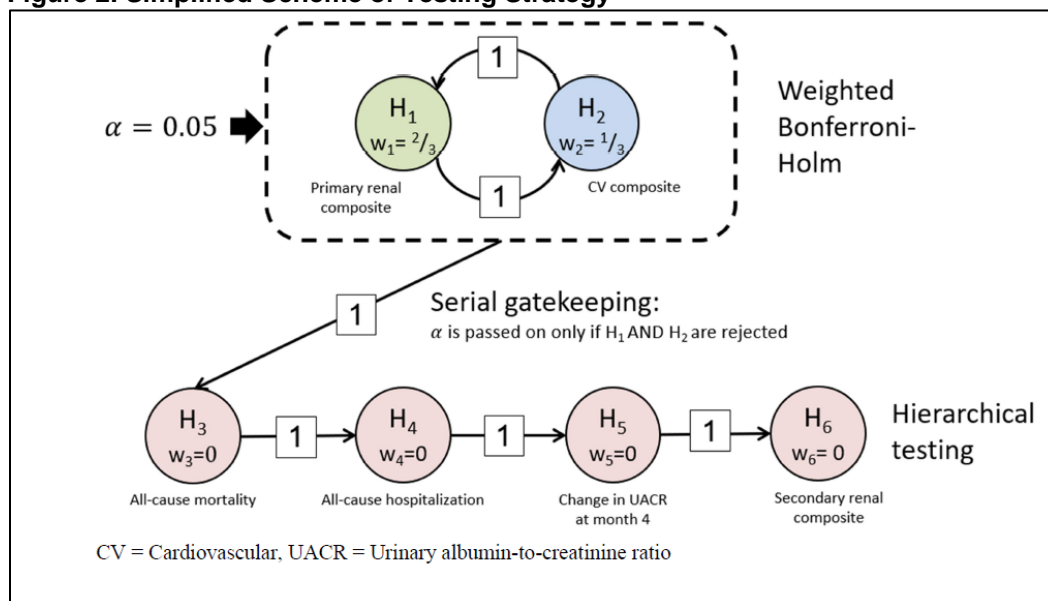 Figure 2. Simplified Scheme of Testing Strategy
α = 0.05
1
H₁
w₁= ²/₃
Primary renal
composite
H₂
w₂= ¹/₃
CV composite
1
Weighted
Bonferroni-
Holm
1
Serial gatekeeping:
α is passed on only if H₁ AND H₂ are rejected
H₃
w₃=0
All-cause mortality
1
H₄
w₄=0
All-cause hospitalization
1
H₅
w₅=0
Change in UACR
at month 4
1
H₆
w₆= 0
Secondary renal
composite
Hierarchical
testing
CV = Cardiovascular, UACR = Urinary albumin-to-creatinine ratio